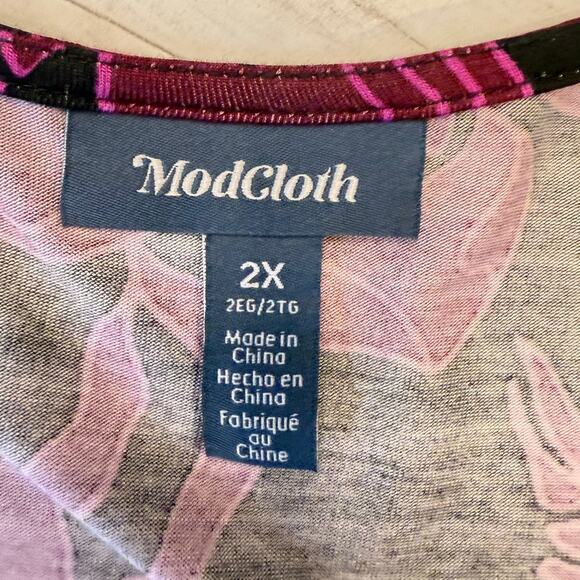 ModCloth
2X
2EG/2TG
Made in
China
Hecho en
China
Fabriqué
au
Chine